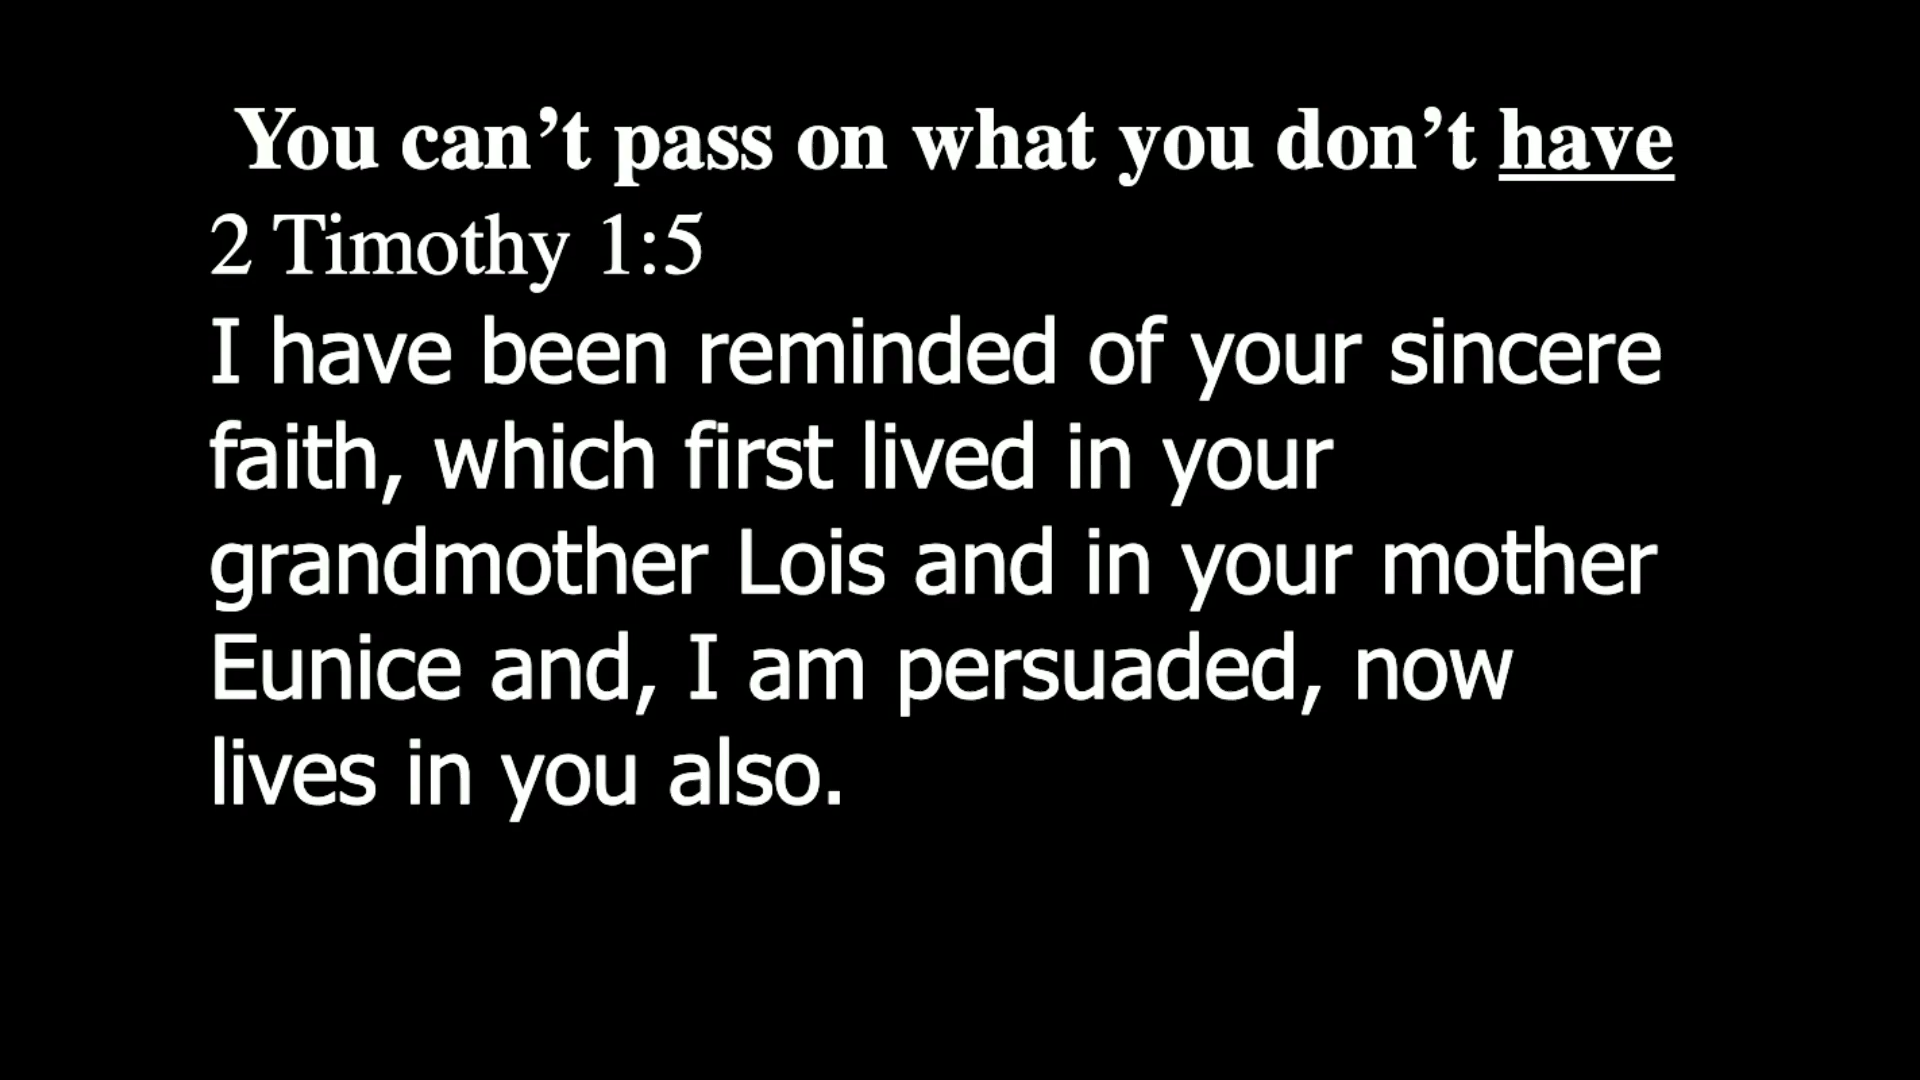 You can’t pass on what you don’t have
2 Timothy 1:5
I have been reminded of your sincere
faith, which first lived in your
grandmother Lois and in your mother
Eunice and, I am persuaded, now
lives in you also.